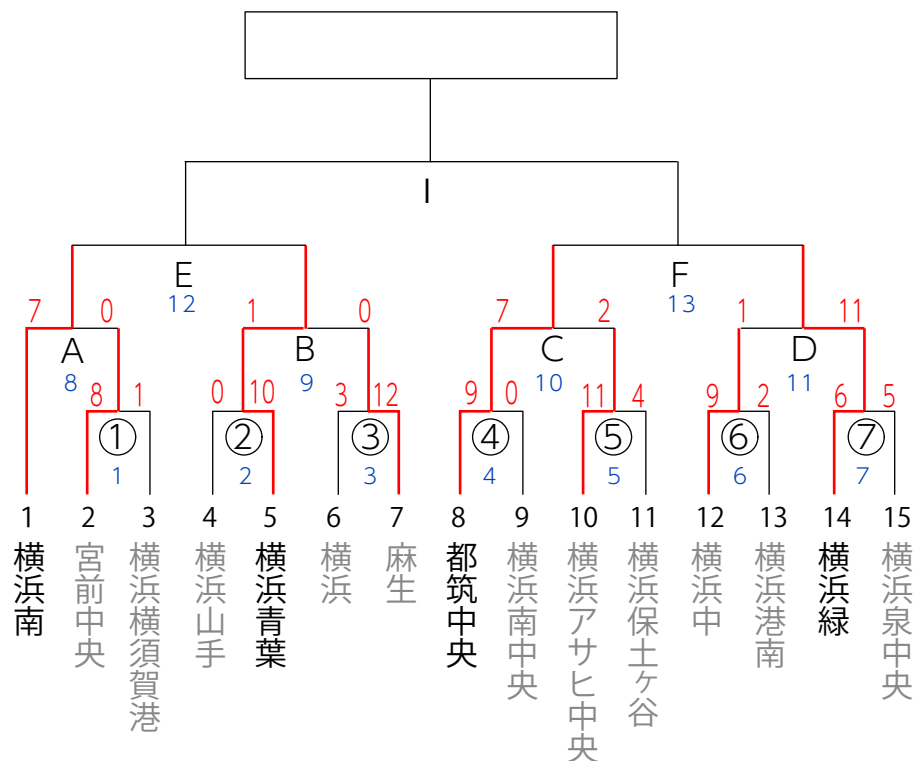 I
E
F
12
13
7 0 1 0 7 2 1 11
A B C D
8 9 10 11
8 1 0 10 3 12 9 0 11 4 9 2 6 5
① ② ③ ④ ⑤ ⑥ ⑦
1 2 3 4 5 6 7
1 2 3 4 5 6 7 8 9 10 11 12 13 14 15
横浜南
宮前中央
横浜横須賀港
横浜山手
横浜青葉
横浜
麻生
都筑中央
横浜南中央
横浜アサヒ中央
横浜保土ヶ谷
横浜中
横浜港南
横浜緑
横浜泉中央